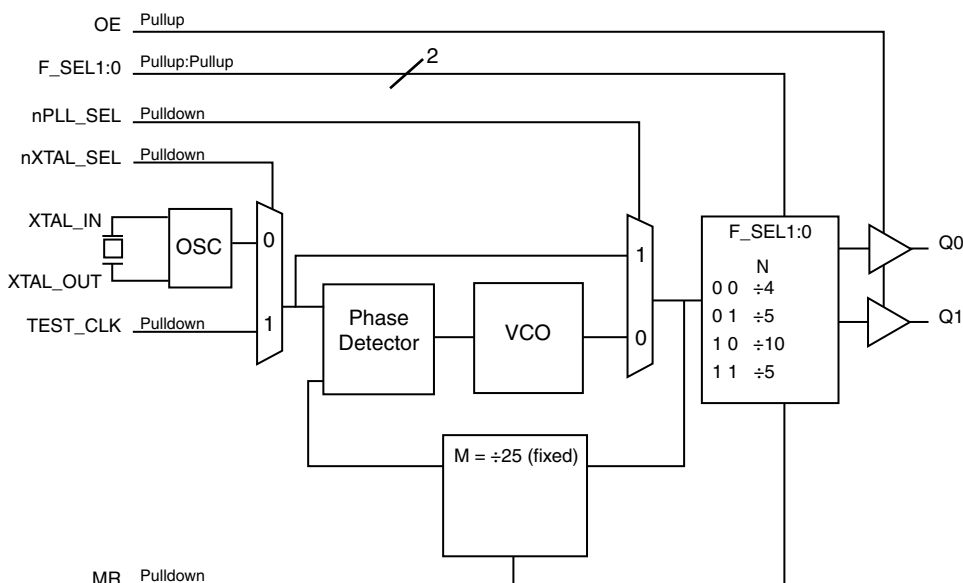 OE Pullup
F_SEL1:0 Pullup:Pullup
2
nPLL_SEL Pulldown
nXTAL_SEL Pulldown
XTAL_IN
OSC
XTAL_OUT
TEST_CLK Pulldown
0
1
Phase
Detector
VCO
1
0
F_SEL1:0
N
0 0 ÷4
0 1 ÷5
1 0 ÷10
1 1 ÷5
Q0
Q1
M = ÷25 (fixed)
MR Pulldown